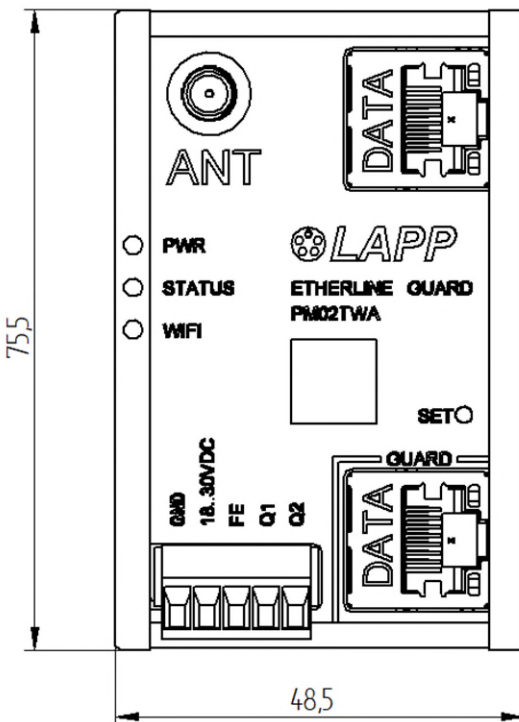 DATA
ANT
PWR
LAPP
STATUS
ETHERLINE GUARD
PM02TWA
WIFI
75,5
SET
GUARD
GND
18..30VDC
FE
Q1
Q2
DATA
48,5